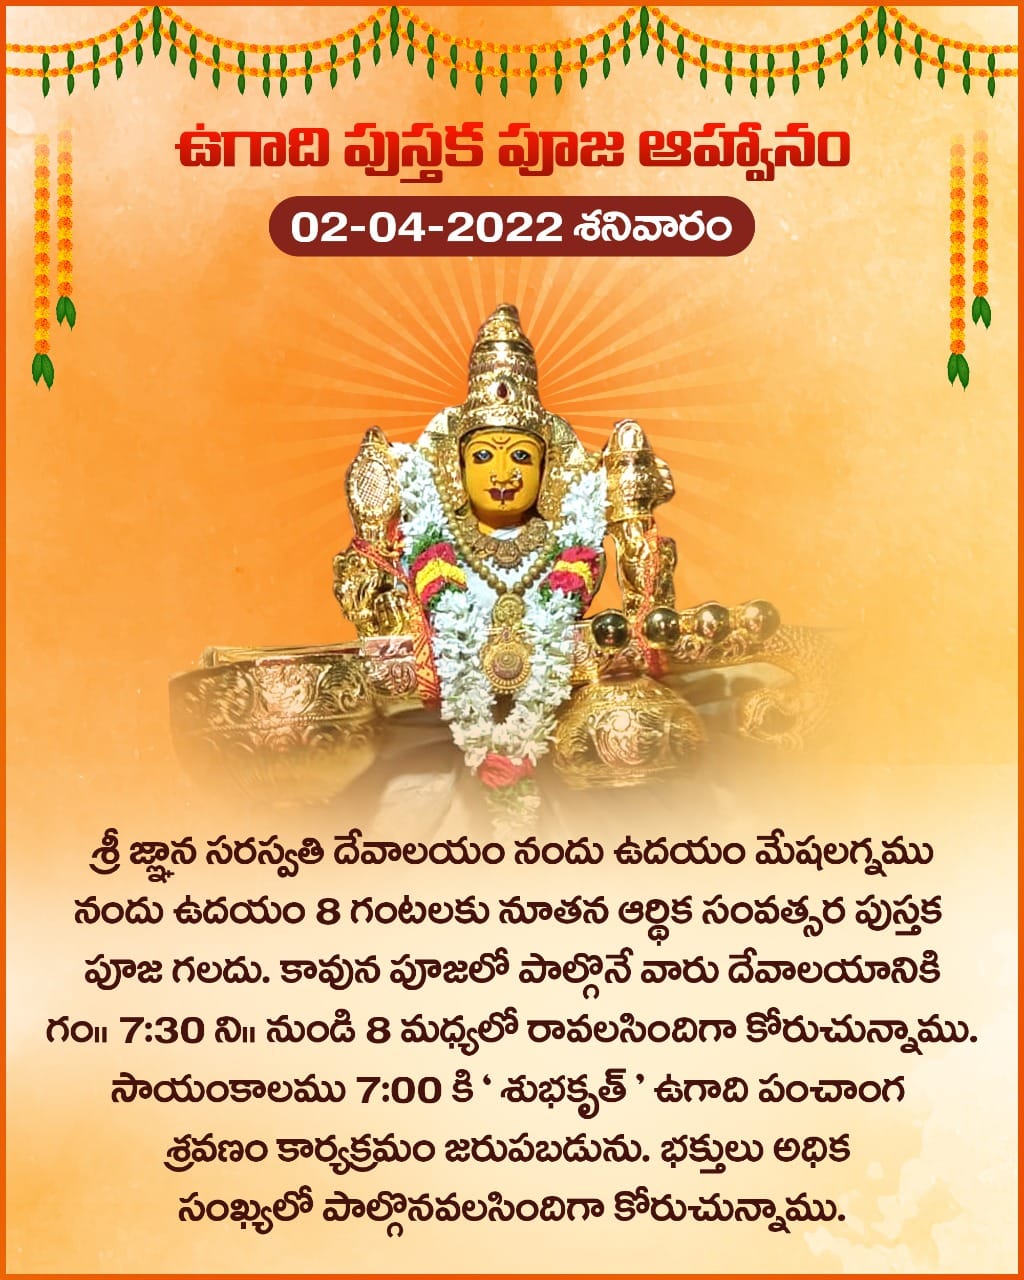 ఉగాది పుస్తక పూజ ఆహ్వానం
02-04-2022 శనివారం
శ్రీ జ్ఞాన సరస్వతి దేవాలయం నందు ఉదయం మేషలగ్నము
నందు ఉదయం 8 గంటలకు నూతన ఆర్థిక సంవత్సర పుస్తక
పూజ గలదు. కావున పూజలో పాల్గొనే వారు దేవాలయానికి
గం॥ 7:30 ని॥ నుండి 8 మధ్యలో రావలసిందిగా కోరుచున్నాము.
సాయంకాలము 7:00 కి ‘ శుభకృత్ ’ ఉగాది పంచాంగ
శ్రవణం కార్యక్రమం జరుపబడును. భక్తులు అధిక
సంఖ్యలో పాల్గొనవలసిందిగా కోరుచున్నాము.